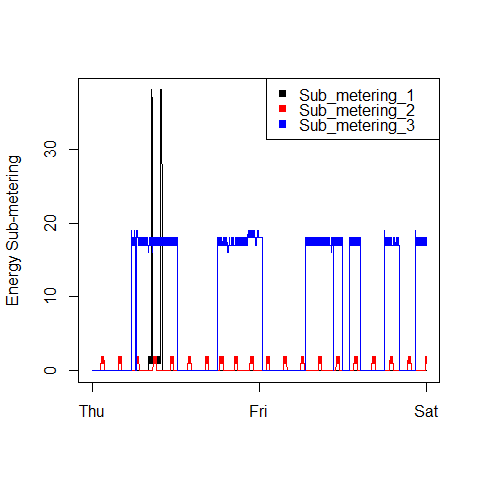 Sub_metering_1
Sub_metering_2
Sub_metering_3
Energy Sub-metering
30
20
10
0
Thu Fri Sat